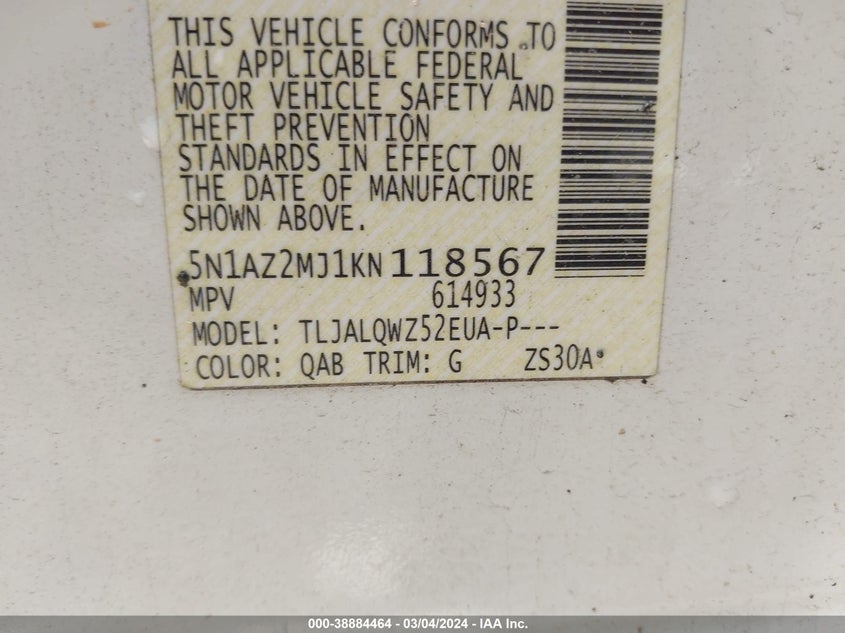 THIS VEHICLE CONFORMS TO
ALL APPLICABLE FEDERAL
MOTOR VEHICLE SAFETY AND
THEFT PREVENTION
STANDARDS IN EFFECT ON
THE DATE OF MANUFACTURE
SHOWN ABOVE.
5N1AZ2MJ1KN118567
MPV 614933
MODEL: TLJALQWZ52EUA-P---
COLOR: QAB TRIM: G ZS30A*
000-38884464 - 03/04/2024 - IAA Inc.